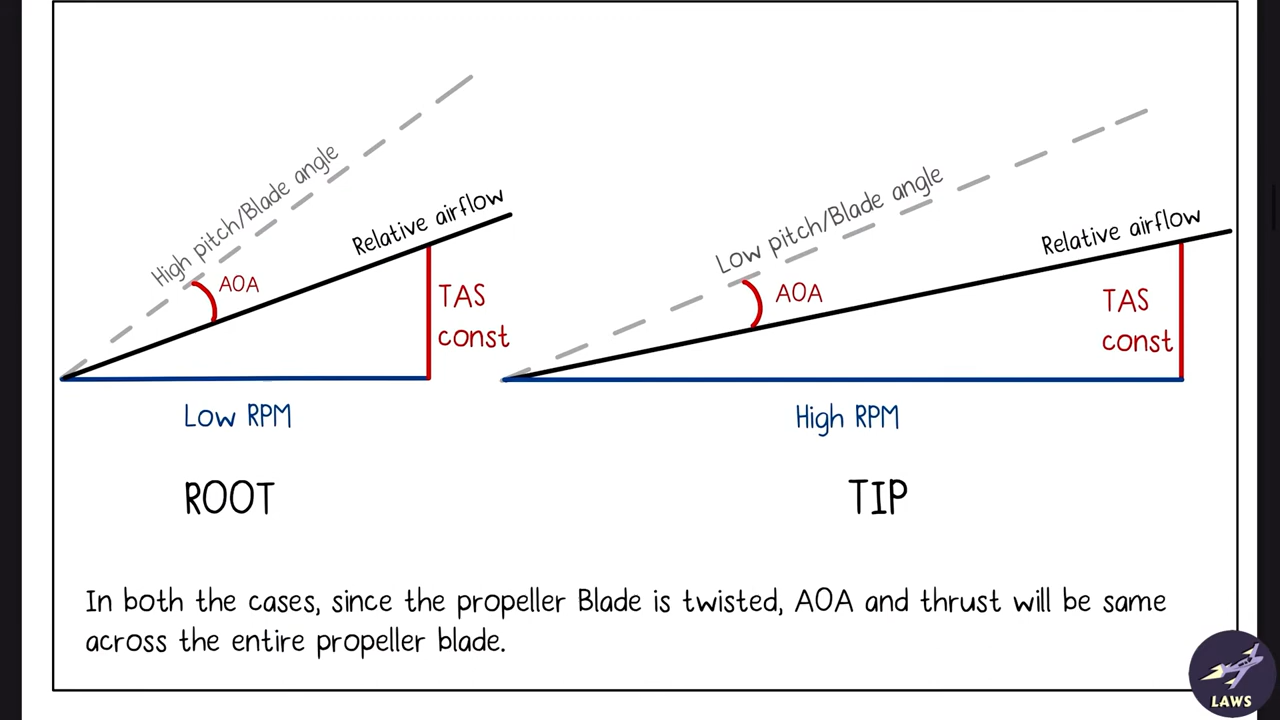 High pitch/Blade angle
Relative airflow
AOA
TAS
const
Low RPM
ROOT
Low pitch/Blade angle
Relative airflow
AOA
TAS
const
High RPM
TIP
In both the cases, since the propeller Blade is twisted, AOA and thrust will be same
across the entire propeller blade.
LAWS